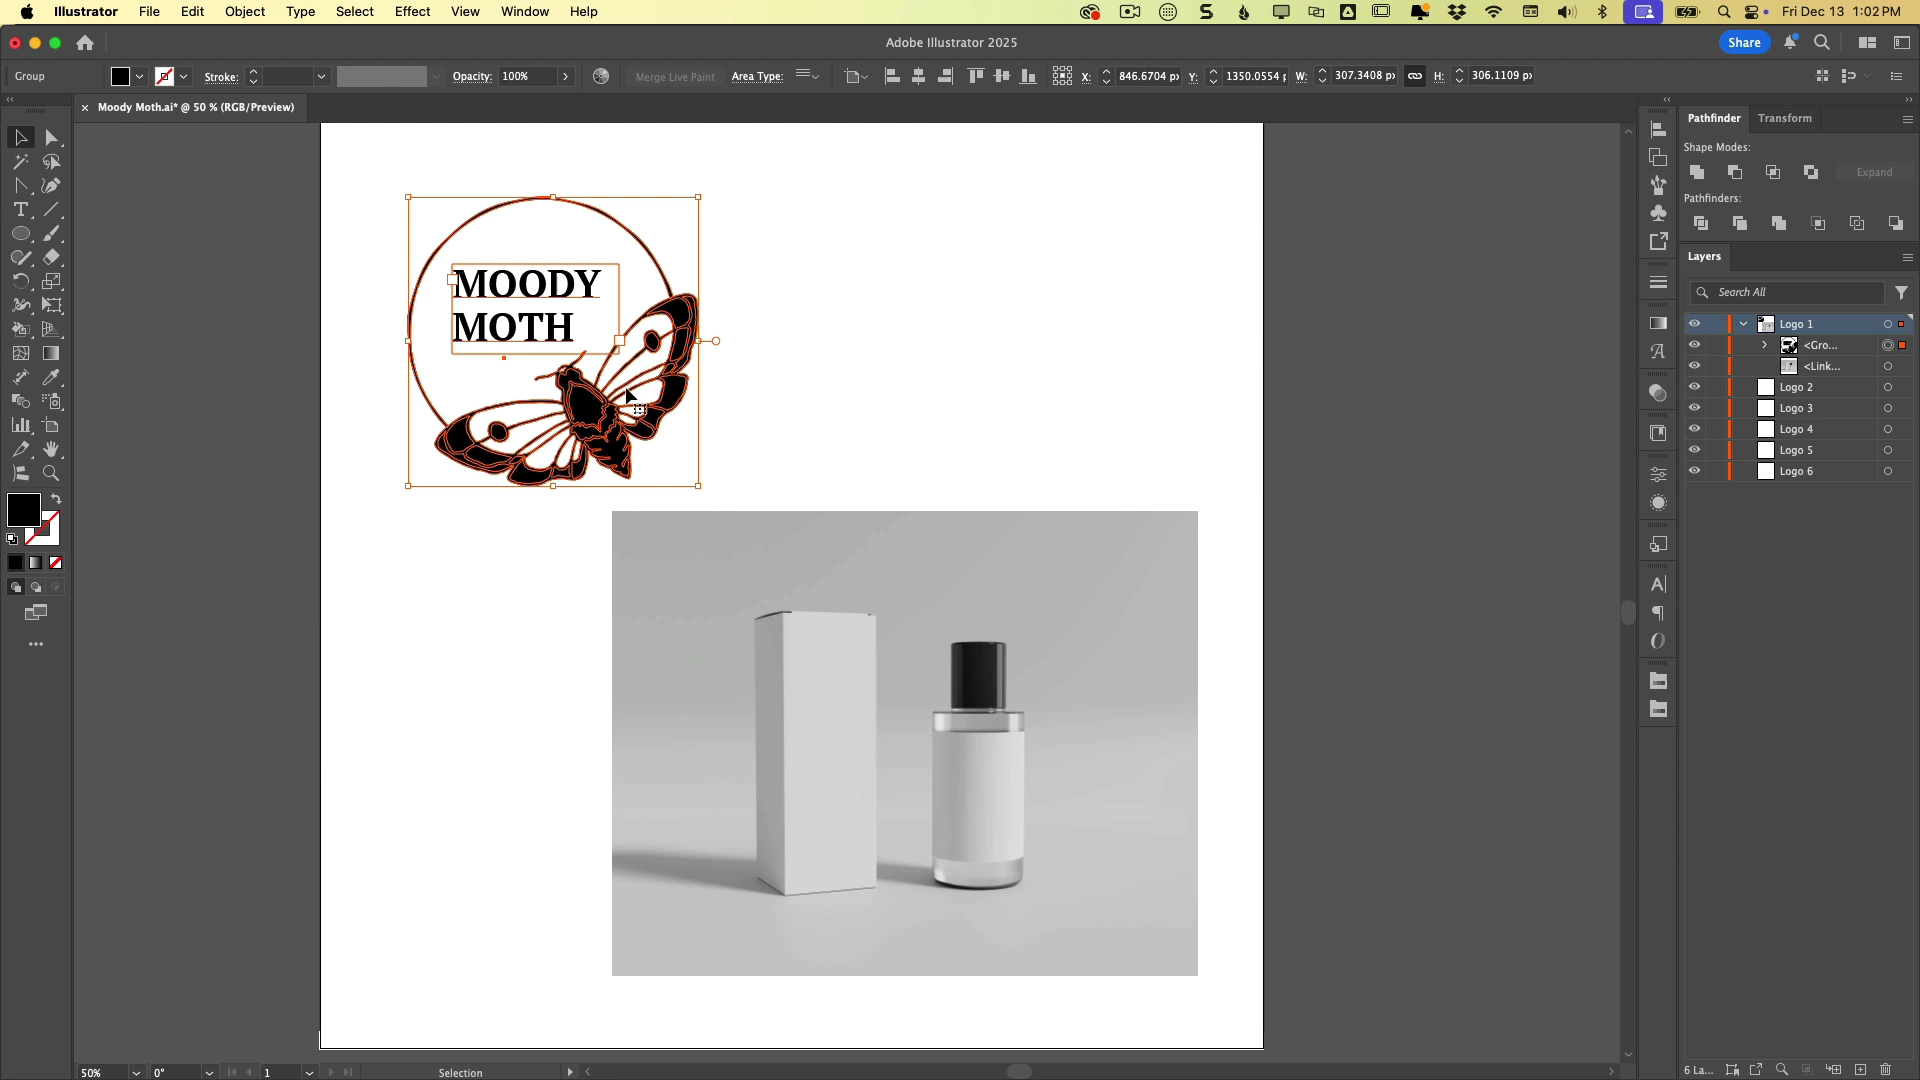 Illustrator File Edit Object Type Select Effect View Window Help
Fri Dec 13 1:02 PM
Adobe Illustrator 2025
Share
Group
Stroke:
Opacity: 100%
Merge Live Paint
Area Type:
X: 846.6704 px
Y: 1350.0554
W: 307.3408 px
H: 306.1109 px
× Moody Moth.ai* @ 50 % (RGB/Preview)
MOODY
MOTH
Pathfinder Transform
Shape Modes:
Expand
Pathfinders:
Layers
Search All
Logo 1
<Gro...
<Link...
Logo 2
Logo 3
Logo 4
Logo 5
Logo 6
6 La...
50% 0° 1 Selection